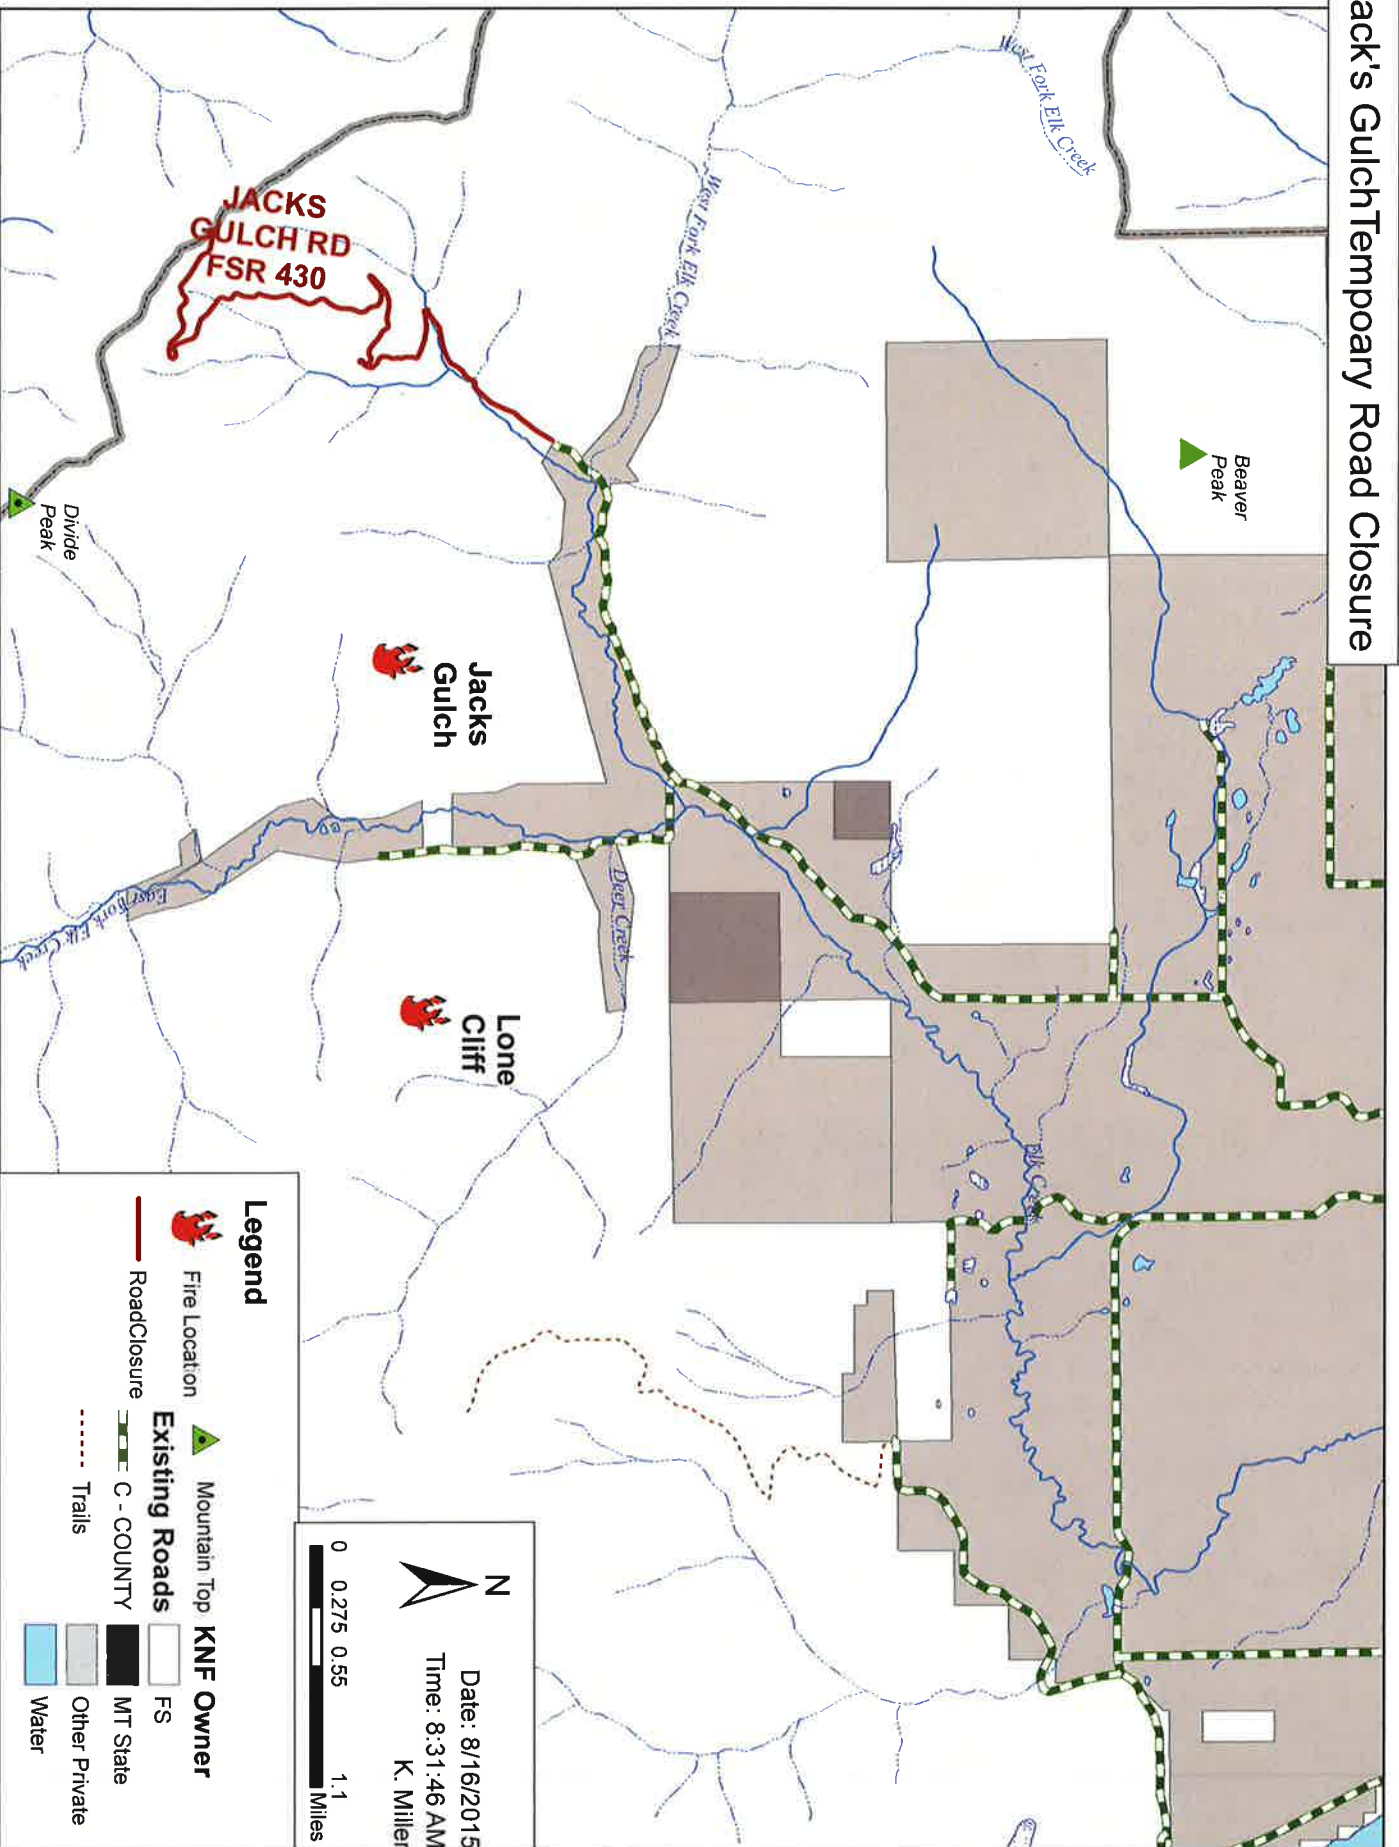 ack's GulchTempoary Road Closure
West Fork Elk Creek
West Fork Elk Creek
Beaver
Peak
JACKS
GULCH RD
FSR 430
Divide
Peak
Jacks
Gulch
Deer Creek
East Fork Elk Creek
Lone
Cliff
Elk Creek
N
Date: 8/16/2015
Time: 8:31:46 AM
K. Miller
0 0.275 0.55 1.1
Miles
Legend
Fire Location
Mountain Top
RoadClosure
Existing Roads
C - COUNTY
Trails
KNF Owner
FS
MT State
Other Private
Water